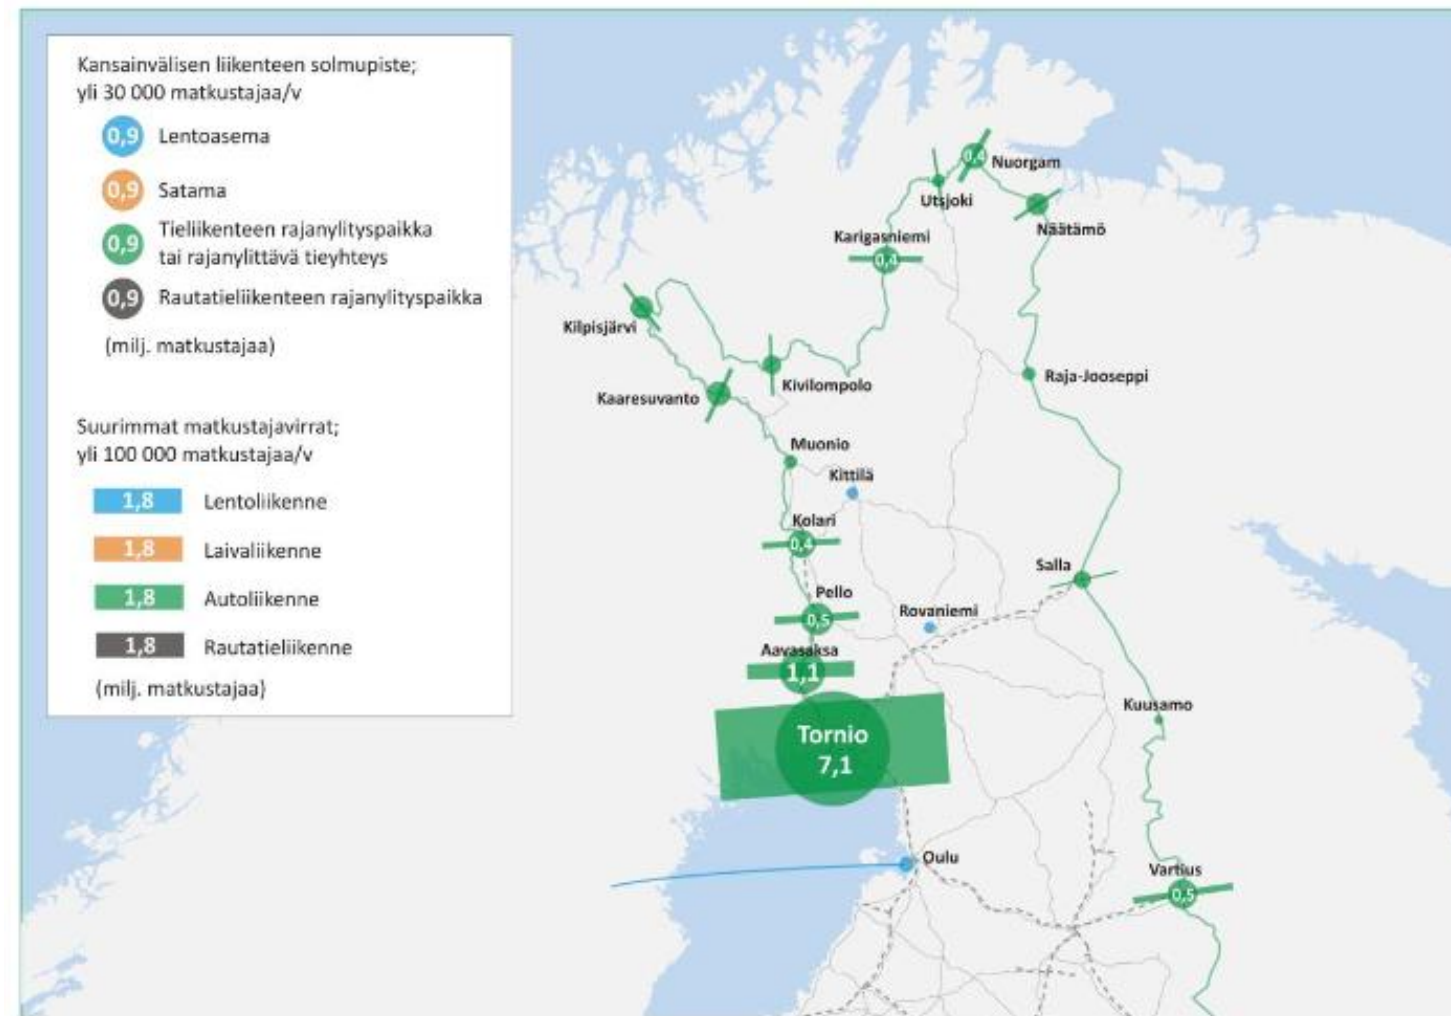 Kansainvälisen liikenteen solmupiste;
yli 30 000 matkustajaa/v
0,9 Lentoasema
0,9 Satama
0,9 Tieliikenteen rajanylityspaikka
tai rajanylittävä tieyhteys
0,9 Rautatieliikenteen rajanylityspaikka
(milj. matkustajaa)
Suurimmat matkustajavirrat;
yli 100 000 matkustajaa/v
1,8 Lentoliikenne
1,8 Laivaliikenne
1,8 Autoliikenne
1,8 Rautatieliikenne
(milj. matkustajaa)
0,4 Nuorgam
Utsjoki
Näätämö
Karigasniemi
0,4
Kilpisjärvi
Kivilompolo
Raja-Jooseppi
Kaaresuvanto
Muonio
Kittilä
Kolari
0,4
Salla
Pello
0,5
Rovaniemi
Aavasaksa
1,1
Kuusamo
Tornio
7,1
Oulu
Vartius
0,5